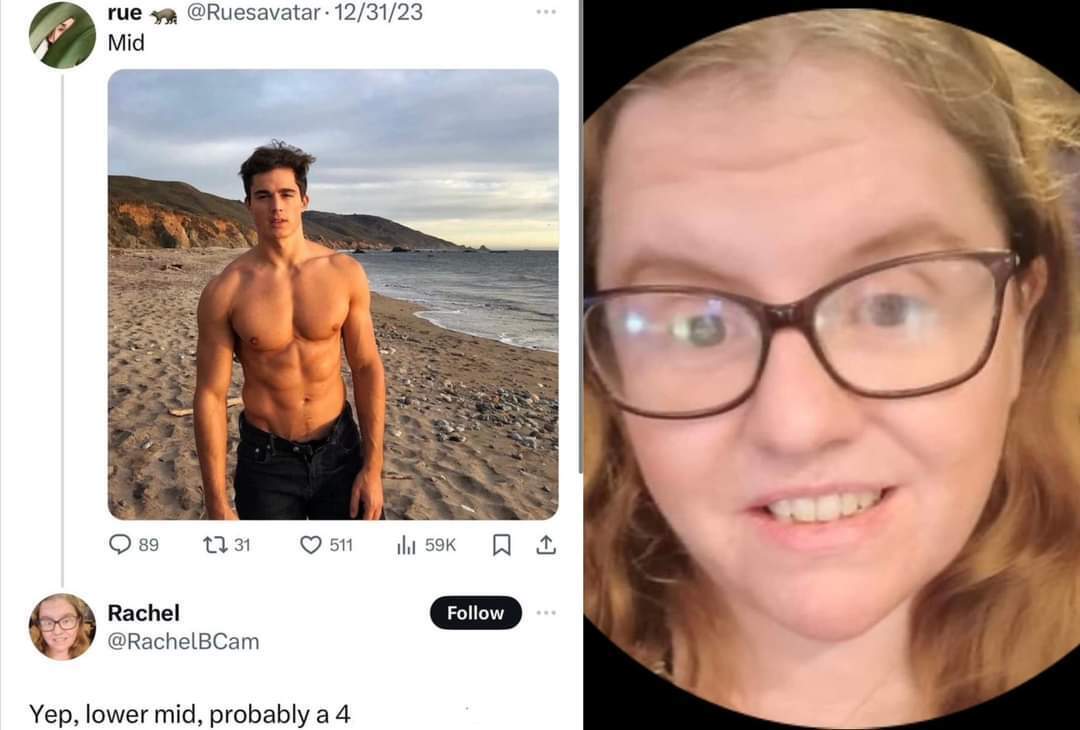 rue 🦡 @Ruesavatar · 12/31/23
Mid
89 31 511 59K
Rachel
Follow
@RachelBCam
Yep, lower mid, probably a 4